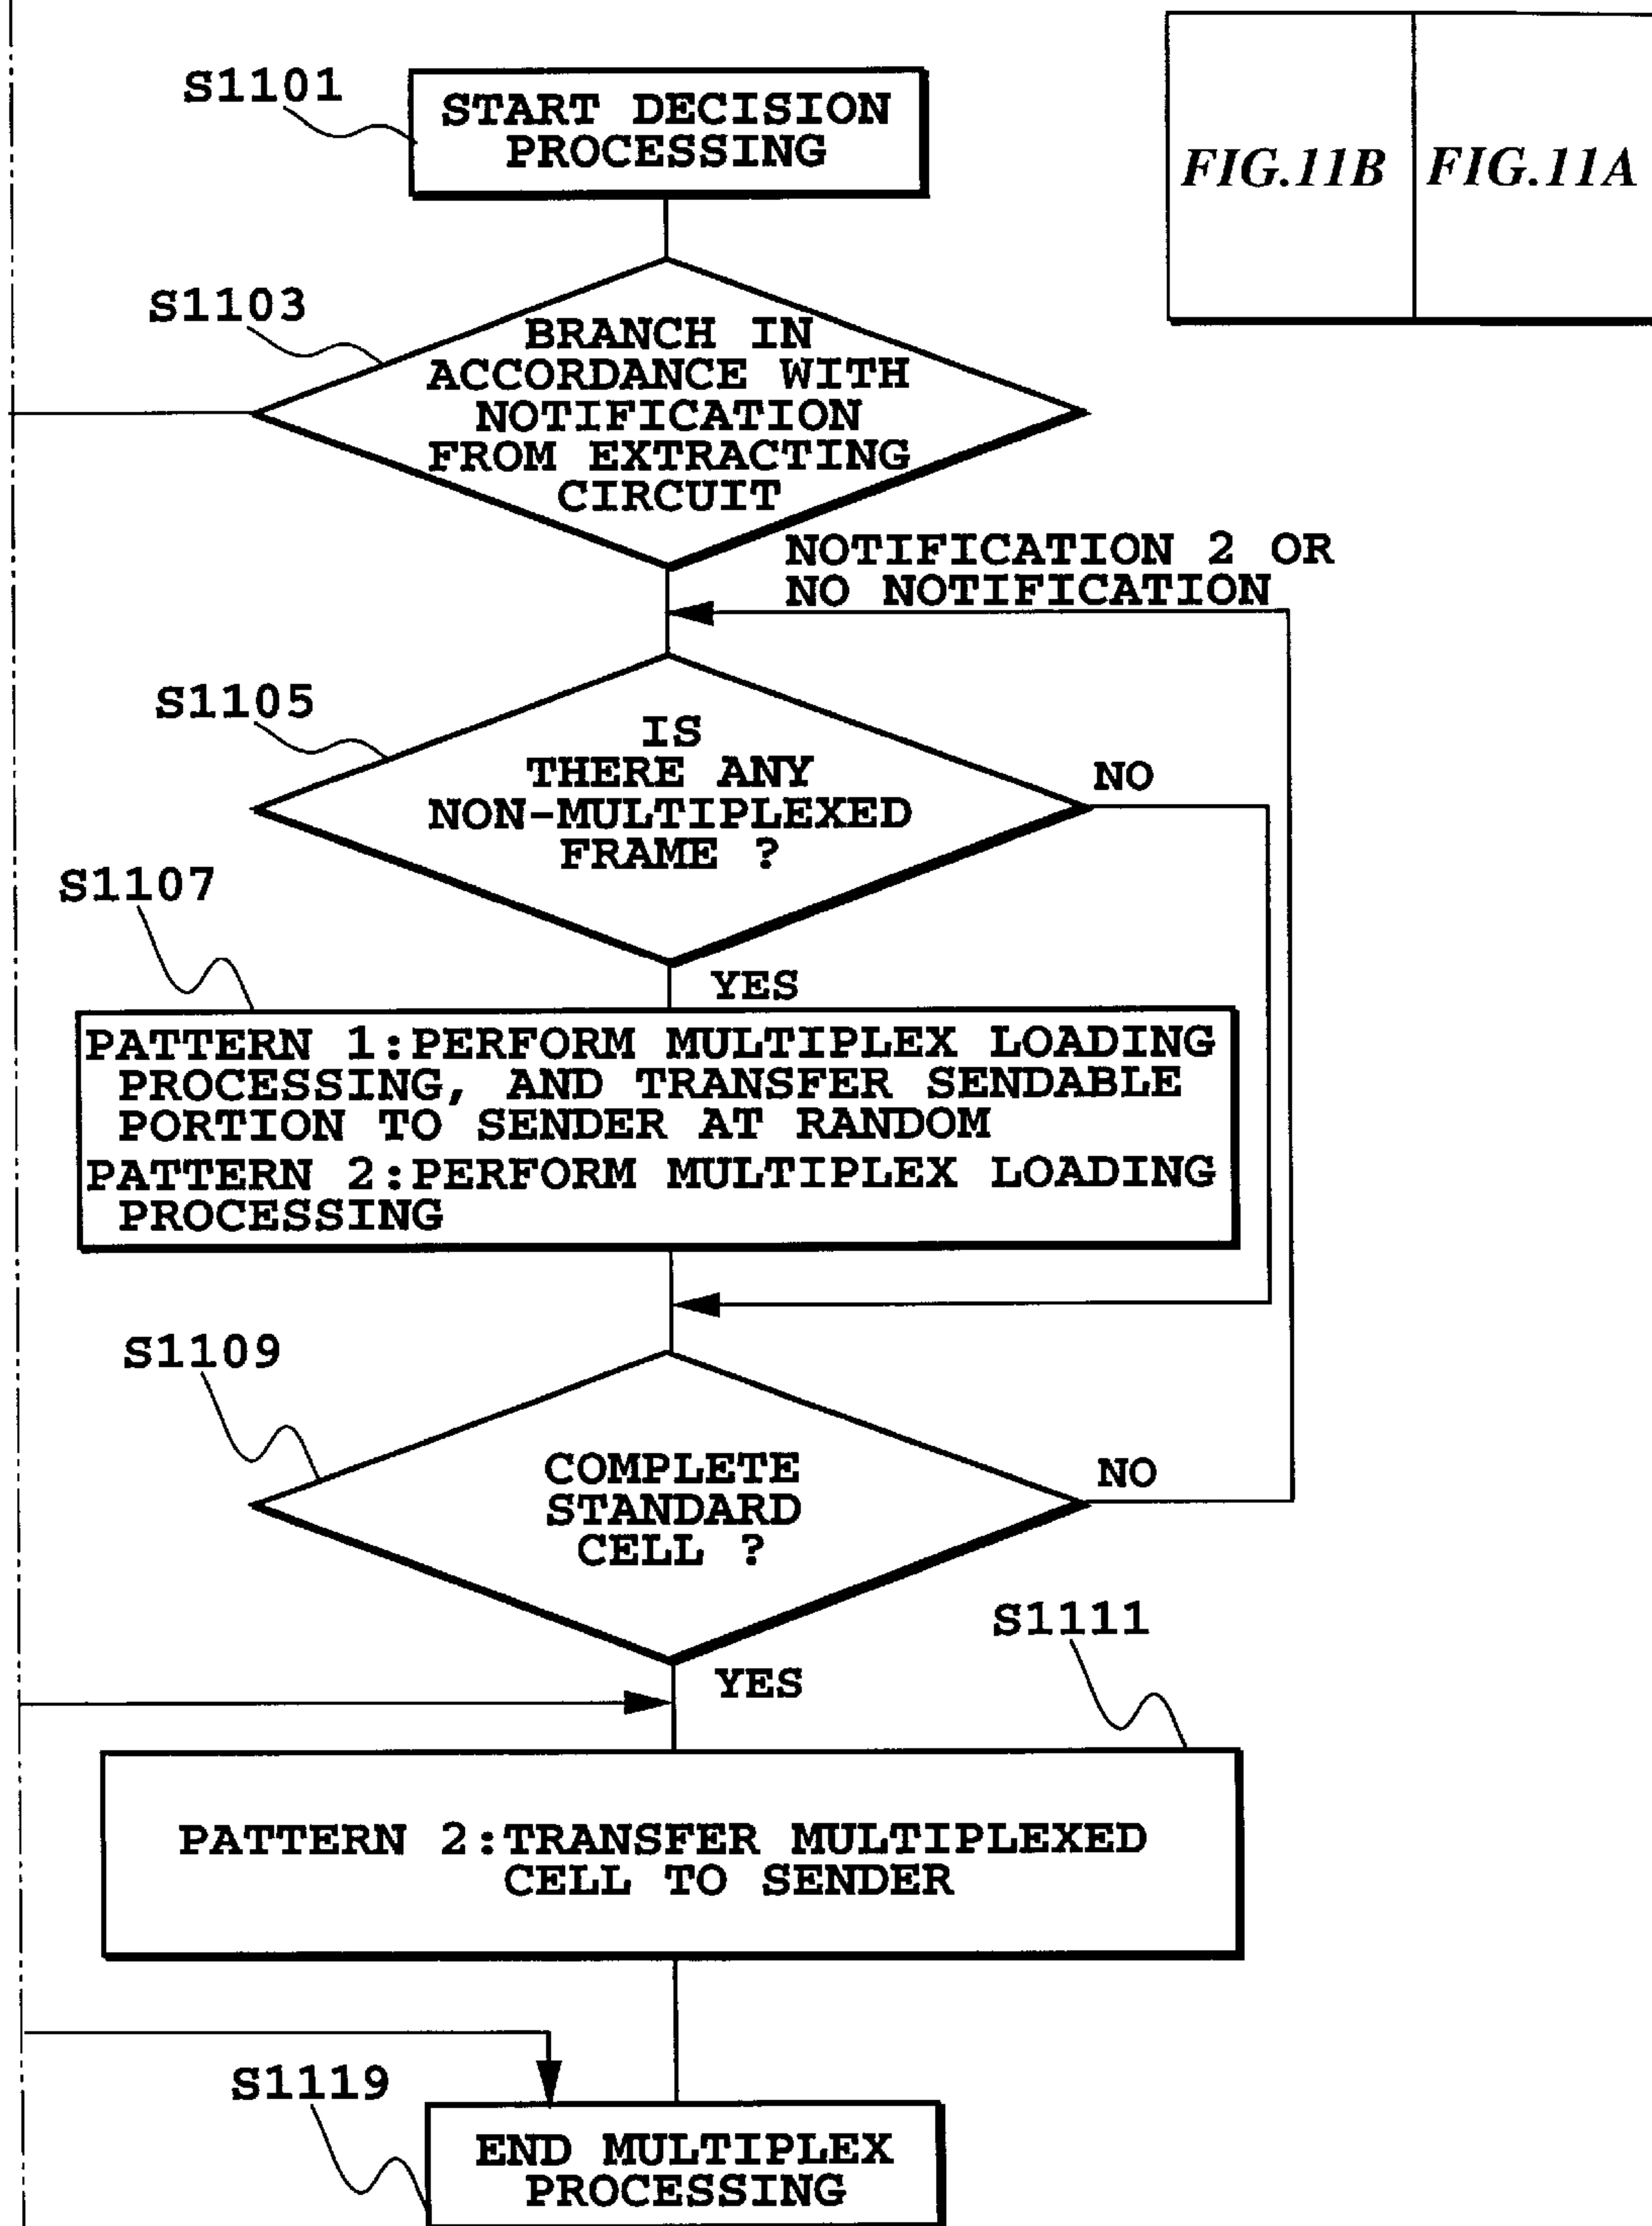 S1101
START DECISION
PROCESSING
FIG.11B
FIG.11A
S1103
BRANCH IN
ACCORDANCE WITH
NOTIFICATION
FROM EXTRACTING
CIRCUIT
NOTIFICATION 2 OR
NO NOTIFICATION
S1105
IS
THERE ANY
NON-MULTIPLEXED
FRAME ?
NO
S1107
YES
PATTERN 1:PERFORM MULTIPLEX LOADING
PROCESSING, AND TRANSFER SENDABLE
PORTION TO SENDER AT RANDOM
PATTERN 2:PERFORM MULTIPLEX LOADING
PROCESSING
S1109
COMPLETE
STANDARD
CELL ?
NO
S1111
YES
PATTERN 2:TRANSFER MULTIPLEXED
CELL TO SENDER
S1119
END MULTIPLEX
PROCESSING